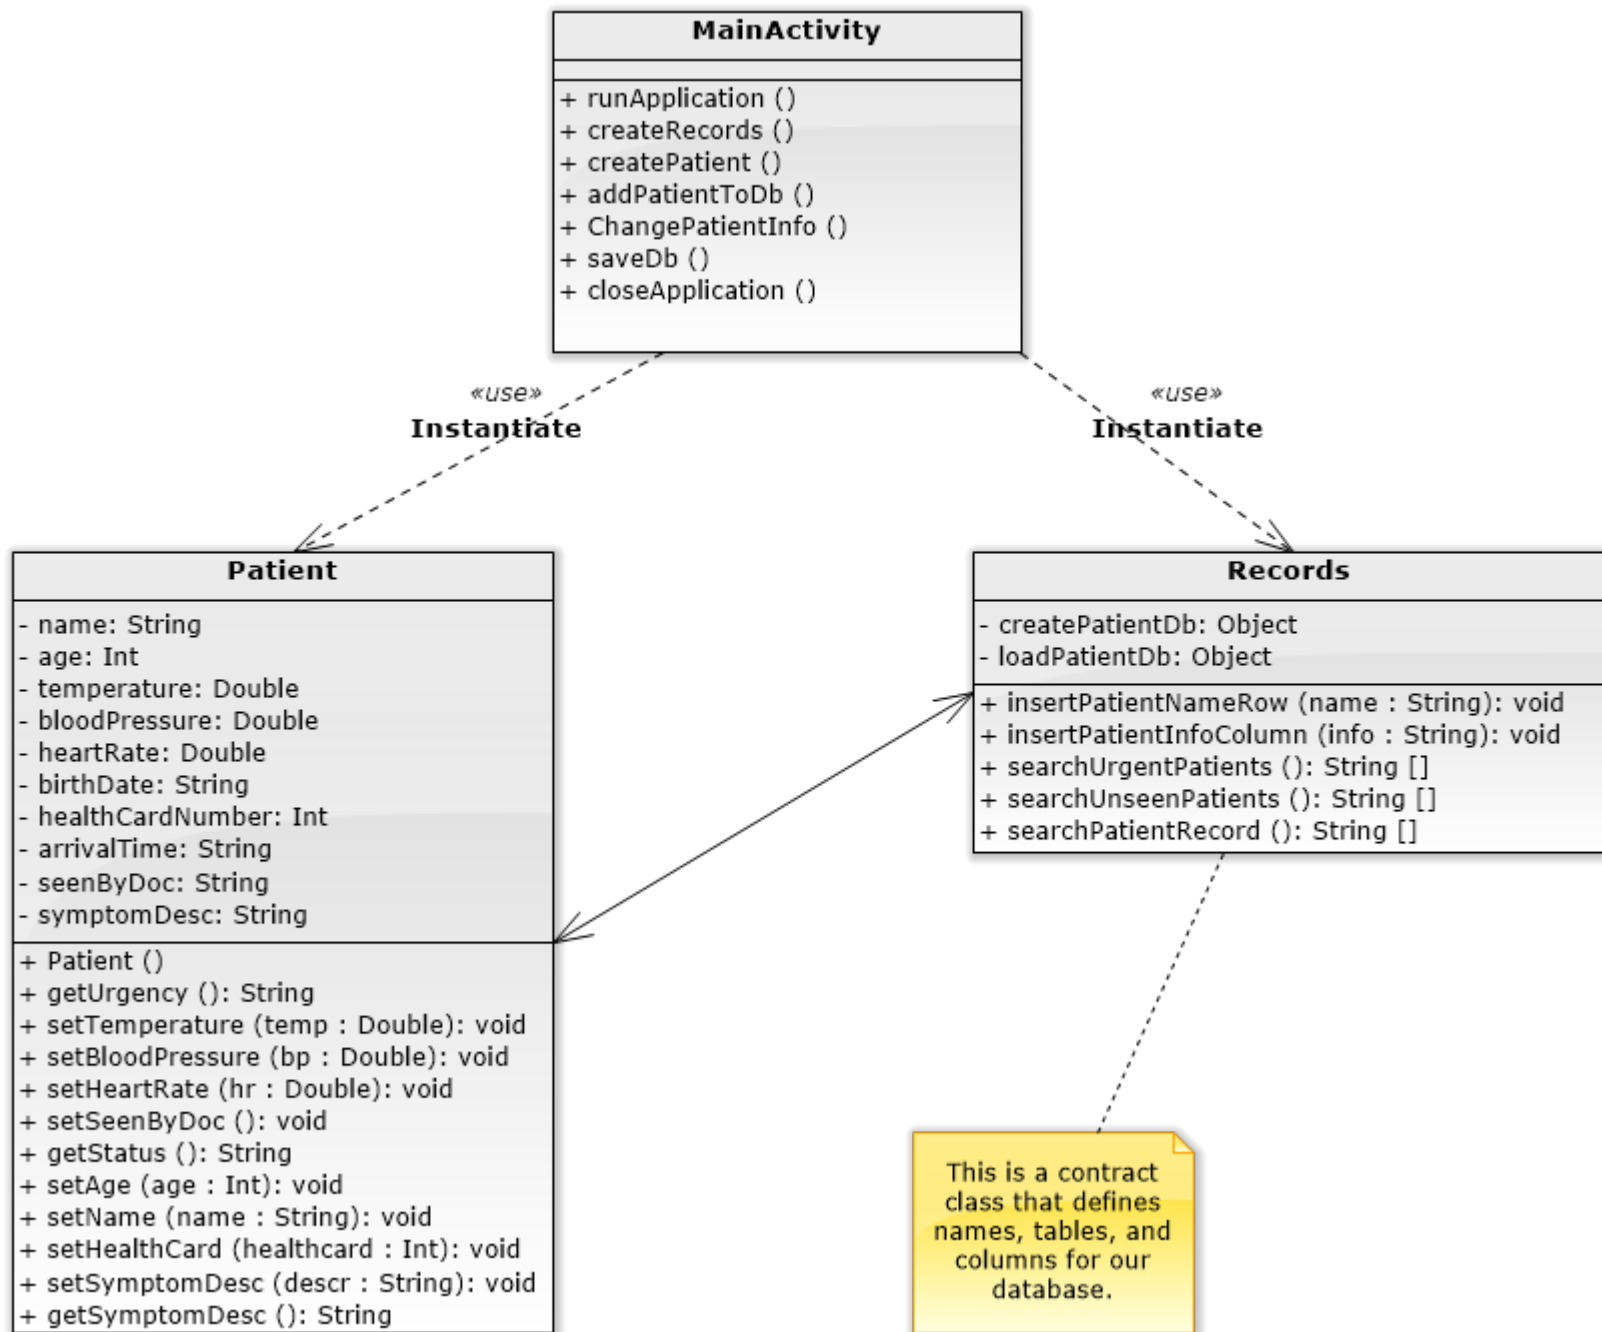 MainActivity
+ runApplication ()
+ createRecords ()
+ createPatient ()
+ addPatientToDb ()
+ ChangePatientInfo ()
+ saveDb ()
+ closeApplication ()
«use»
Instantiate
«use»
Instantiate
Patient
- name: String
- age: Int
- temperature: Double
- bloodPressure: Double
- heartRate: Double
- birthDate: String
- healthCardNumber: Int
- arrivalTime: String
- seenByDoc: String
- symptomDesc: String
+ Patient ()
+ getUrgency (): String
+ setTemperature (temp : Double): void
+ setBloodPressure (bp : Double): void
+ setHeartRate (hr : Double): void
+ setSeenByDoc (): void
+ getStatus (): String
+ setAge (age : Int): void
+ setName (name : String): void
+ setHealthCard (healthcard : Int): void
+ setSymptomDesc (descr : String): void
+ getSymptomDesc (): String
Records
- createPatientDb: Object
- loadPatientDb: Object
+ insertPatientNameRow (name : String): void
+ insertPatientInfoColumn (info : String): void
+ searchUrgentPatients (): String []
+ searchUnseenPatients (): String []
+ searchPatientRecord (): String []
This is a contract
class that defines
names, tables, and
columns for our
database.